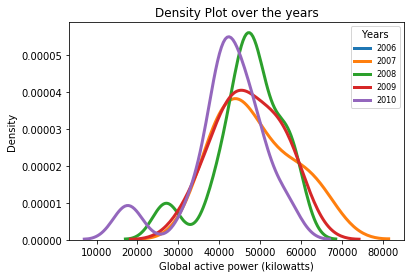 Density Plot over the years
Years
2006
2007
2008
2009
2010
Density
0.00005
0.00004
0.00003
0.00002
0.00001
0.00000
10000 20000 30000 40000 50000 60000 70000 80000
Global active power (kilowatts)